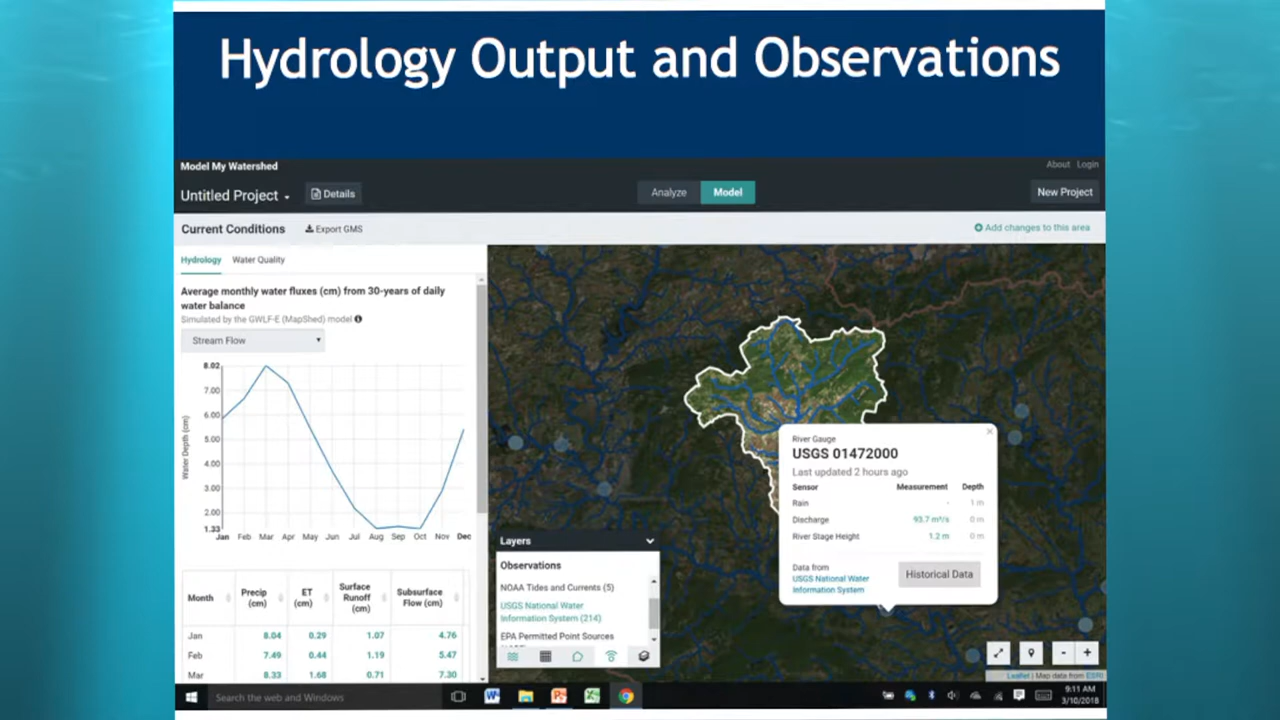 Hydrology Output and Observations
Model My Watershed
About Login
Untitled Project
Details
Analyze
Model
New Project
Current Conditions
Export GMS
Add changes to this area
Hydrology
Water Quality
Average monthly water fluxes (cm) from 30-years of daily
water balance
Simulated by the GWLF-E (MapShed) model
Stream Flow
Water Depth (cm)
8.02
7.00
6.00
5.00
4.00
3.00
2.00
1.33
Jan Feb Mar Apr May Jun Jul Aug Sep Oct Nov Dec
Month
Precip
(cm)
ET
(cm)
Surface
Runoff
(cm)
Subsurface
Flow (cm)
Jan 8.04 0.29 1.07 4.76
Feb 7.49 0.44 1.19 5.47
Mar 8.33 1.68 0.71 7.30
River Gauge
USGS 01472000
Last updated 2 hours ago
Sensor Measurement Depth
Rain - 1 m
Discharge 93.7 m³/s 0 m
River Stage Height 1.2 m 0 m
Data from
USGS National Water
Information System
Historical Data
Layers
Observations
NOAA Tides and Currents (5)
USGS National Water
Information System (214)
EPA Permitted Point Sources
- +
Leaflet | Map data from ESRI
Search the web and Windows
9:11 AM
3/10/2018